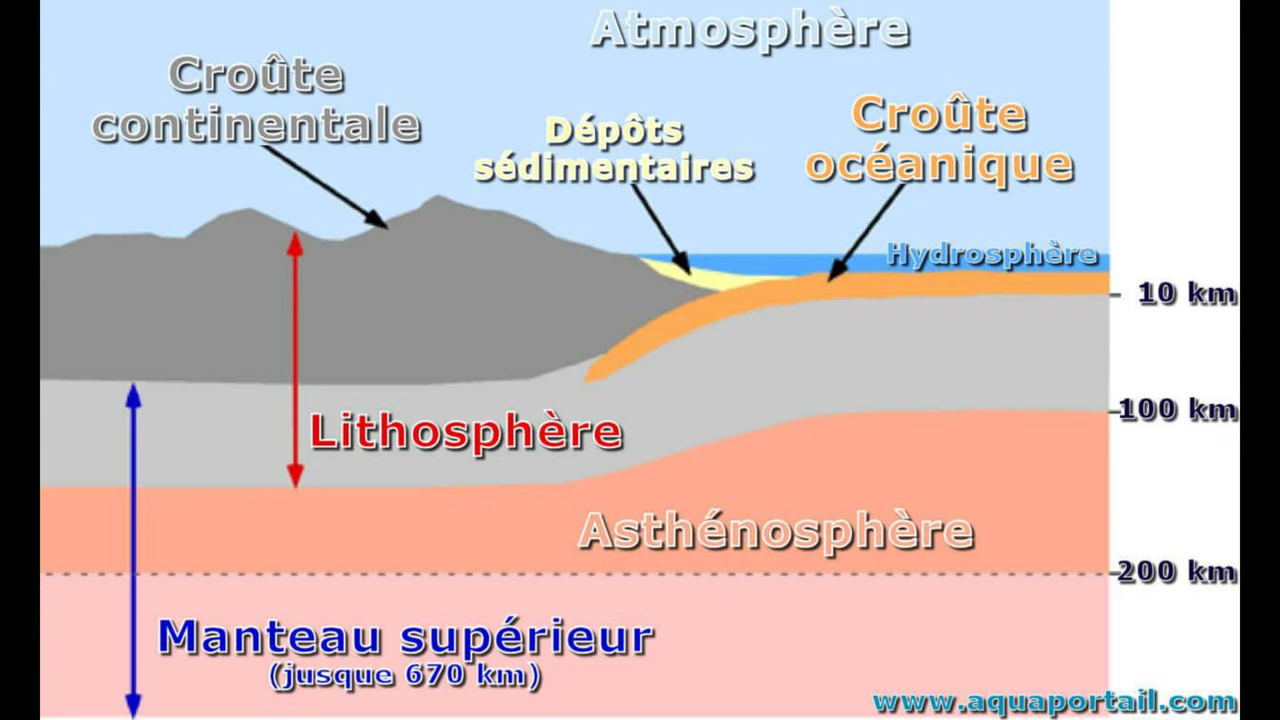 Atmosphère
Croûte
continentale
Dépôts
sédimentaires
Croûte
océanique
Hydrosphère
10 km
100 km
Lithosphère
Asthénosphère
200 km
Manteau supérieur
(jusque 670 km)
www.aquaportail.com